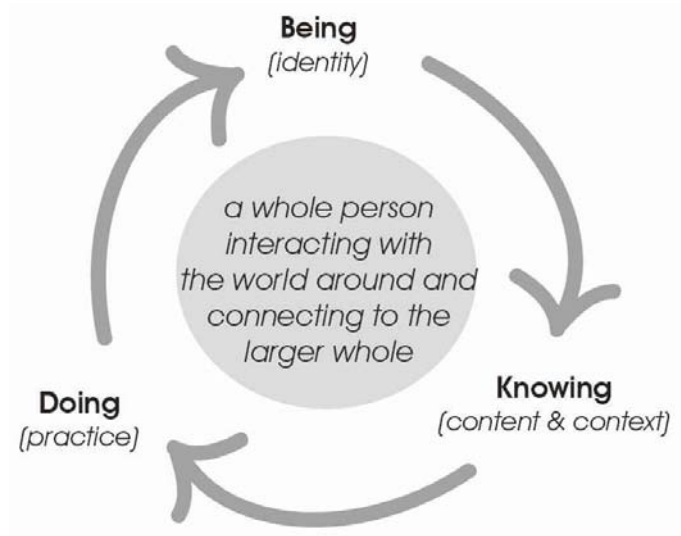 Being
(identity)
a whole person
interacting with
the world around and
connecting to the
larger whole
Knowing
(content & context)
Doing
(practice)